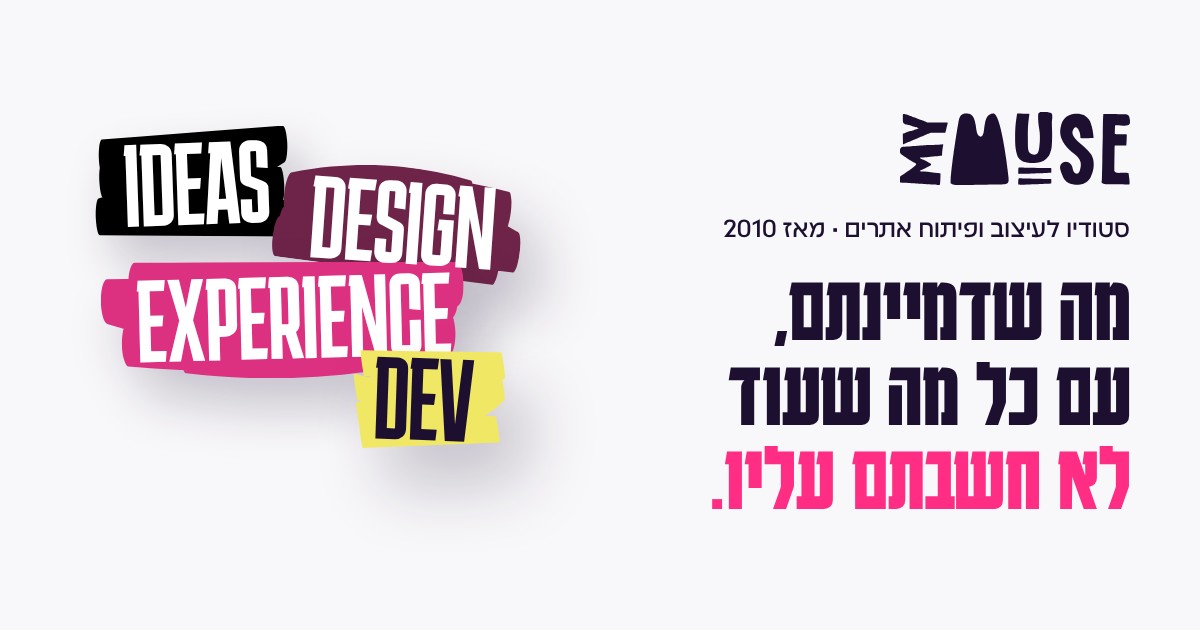 IDEAS
DESIGN
EXPERIENCE
DEV
MY MUSE
סטודיו לעיצוב ופיתוח אתרים · מאז 2010
מה שדמיינתם,
עם כל מה שעוד
לא חשבתם עליו.